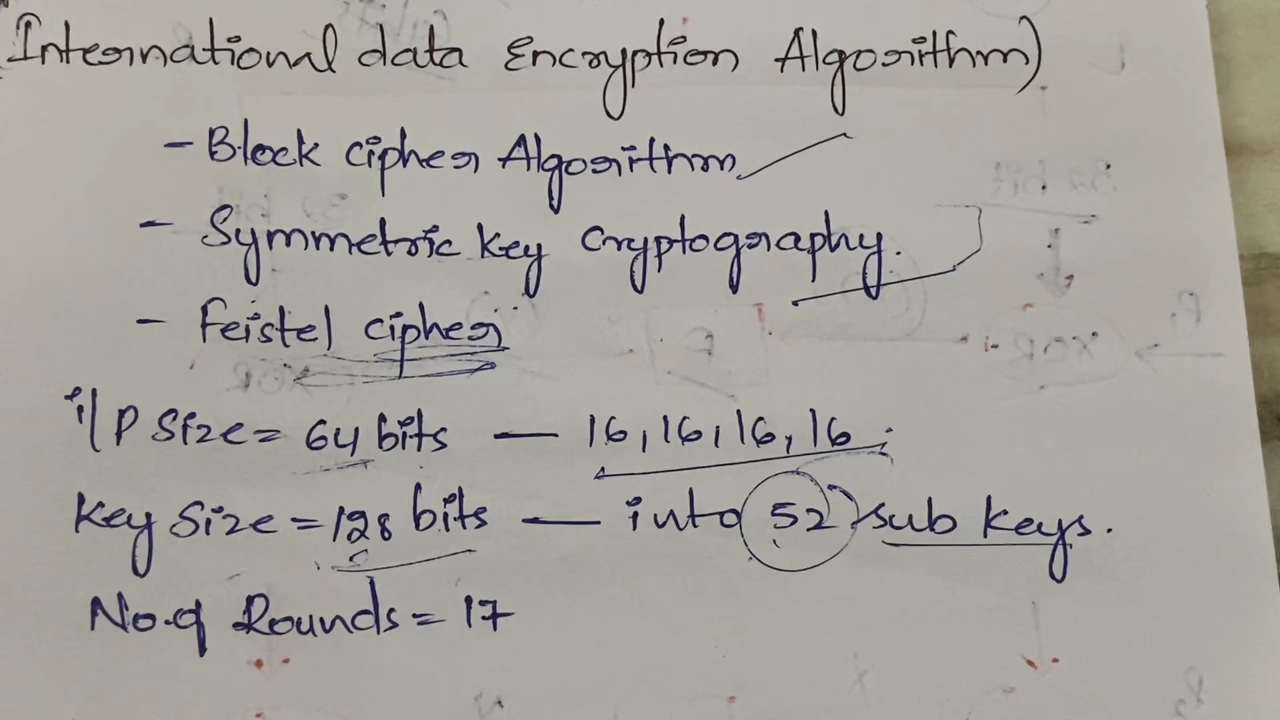 International data Encryption Algorithm)
- Block cipher Algorithm
- Symmetric key cryptography.
- Feistel cipher
i/p size = 64 bits — 16, 16, 16, 16 .
Key size = 128 bits — into 52 sub keys.
No. of Rounds = 17